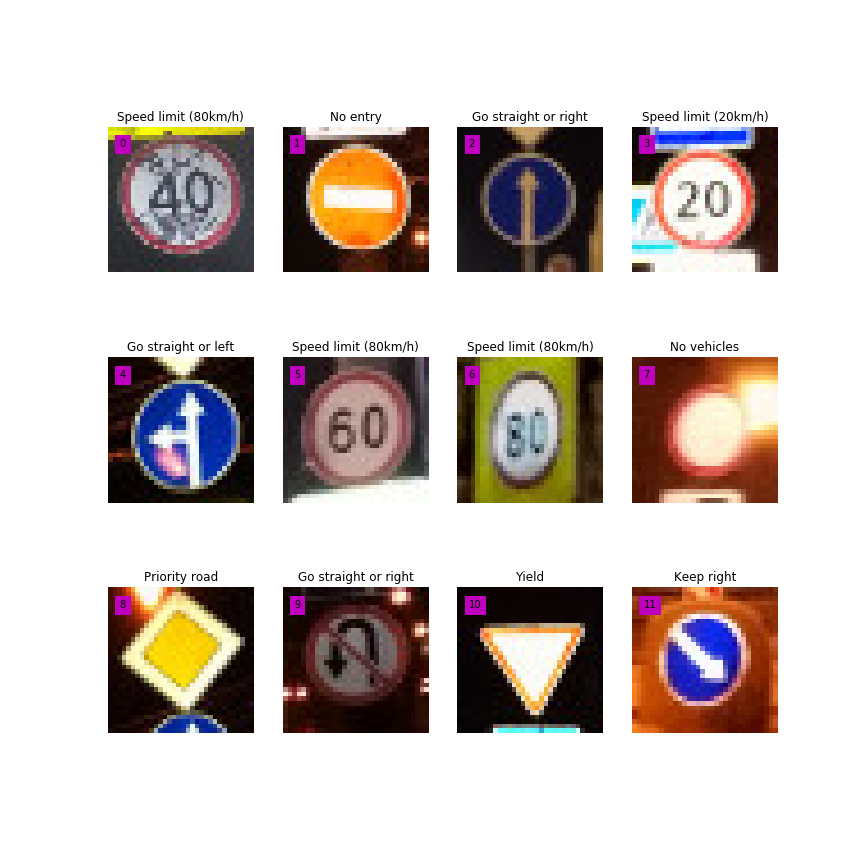 Speed limit (80km/h) No entry Go straight or right Speed limit (20km/h)
0 1 2 3
40 20
Go straight or left Speed limit (80km/h) Speed limit (80km/h) No vehicles
4 5 6 7
60 80
Priority road Go straight or right Yield Keep right
8 9 10 11